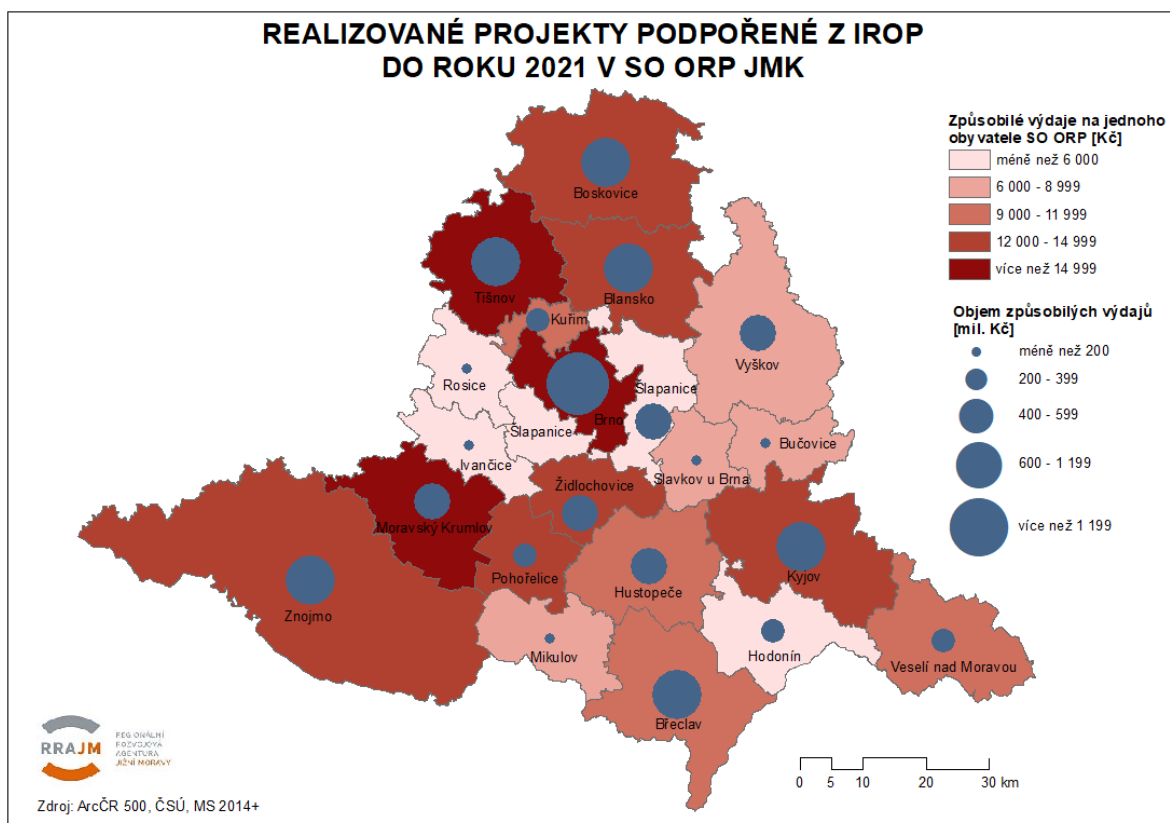 REALIZOVANÉ PROJEKTY PODPOŘENÉ Z IROP
DO ROKU 2021 V SO ORP JMK
Způsobilé výdaje na jednoho
obyvatele SO ORP [Kč]
méně než 6 000
6 000 - 8 999
9 000 - 11 999
12 000 - 14 999
více než 14 999
Objem způsobilých výdajů
[mil. Kč]
méně než 200
200 - 399
400 - 599
600 - 1 199
více než 1 199
Boskovice
Tišnov
Blansko
Kuřim
Vyškov
Rosice
Šlapanice
Brno
Šlapanice
Bučovice
Ivančice
Slavkov u Brna
Židlochovice
Moravský Krumlov
Pohořelice
Hustopeče
Kyjov
Znojmo
Mikulov
Hodonín
Veselí nad Moravou
Břeclav
RRAJM
REGIONÁLNÍ
ROZVOJOVÁ
AGENTURA
JIŽNÍ MORAVY
0 5 10 20 30 km
Zdroj: ArcČR 500, ČSÚ, MS 2014+